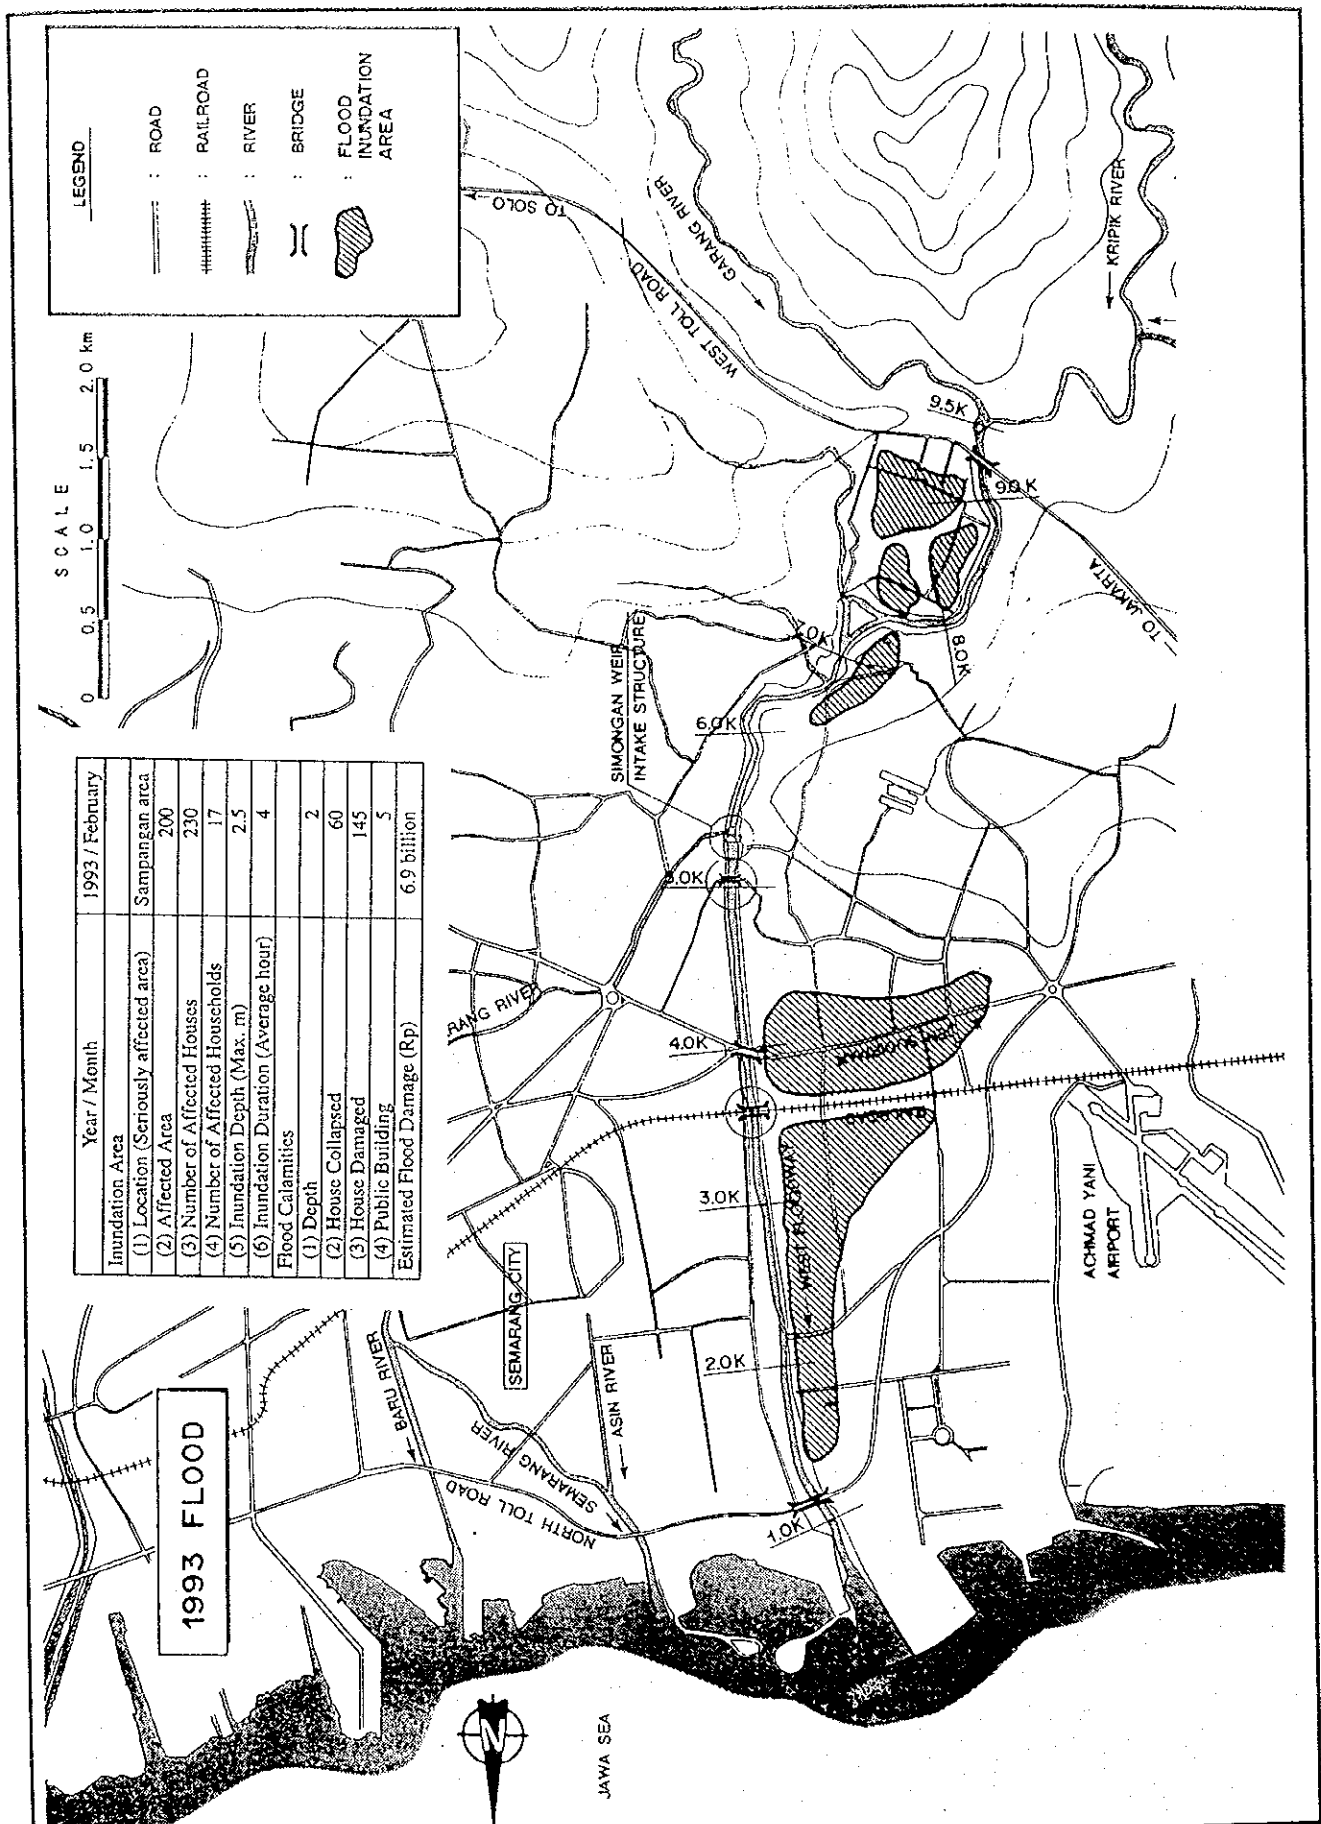 1993 FLOOD
LEGEND
: ROAD
: RAILROAD
: RIVER
: BRIDGE
: FLOOD
INUNDATION
AREA
SCALE
0 0.5 1.0 1.5 2.0 km
Year / Month 1993 / February
Inundation Area
(1) Location (Seriously affected area) Sampangan area
(2) Affected Area 200
(3) Number of Affected Houses 230
(4) Number of Affected Households 17
(5) Inundation Depth (Max, m) 2.5
(6) Inundation Duration (Average hour) 4
Flood Calamities
(1) Depth 2
(2) House Collapsed 60
(3) House Damaged 145
(4) Public Building 5
Estimated Flood Damage (Rp) 6.9 billion
TO SOLO
WEST TOLL ROAD
GARANG RIVER
KRIPIK RIVER
9.5K
9.0K
TO JAKARTA
8.0K
7.0K
SIMONGAN WEIR
INTAKE STRUCTURE
6.0K
5.0K
RANG RIVER
4.0K
3.0K
WEST FLOODWAY
2.0K
1.0K
SEMARANG CITY
BARU RIVER
ASIN RIVER
SEMARANG RIVER
NORTH TOLL ROAD
ACHMAD YANI
AIRPORT
N
JAWA SEA